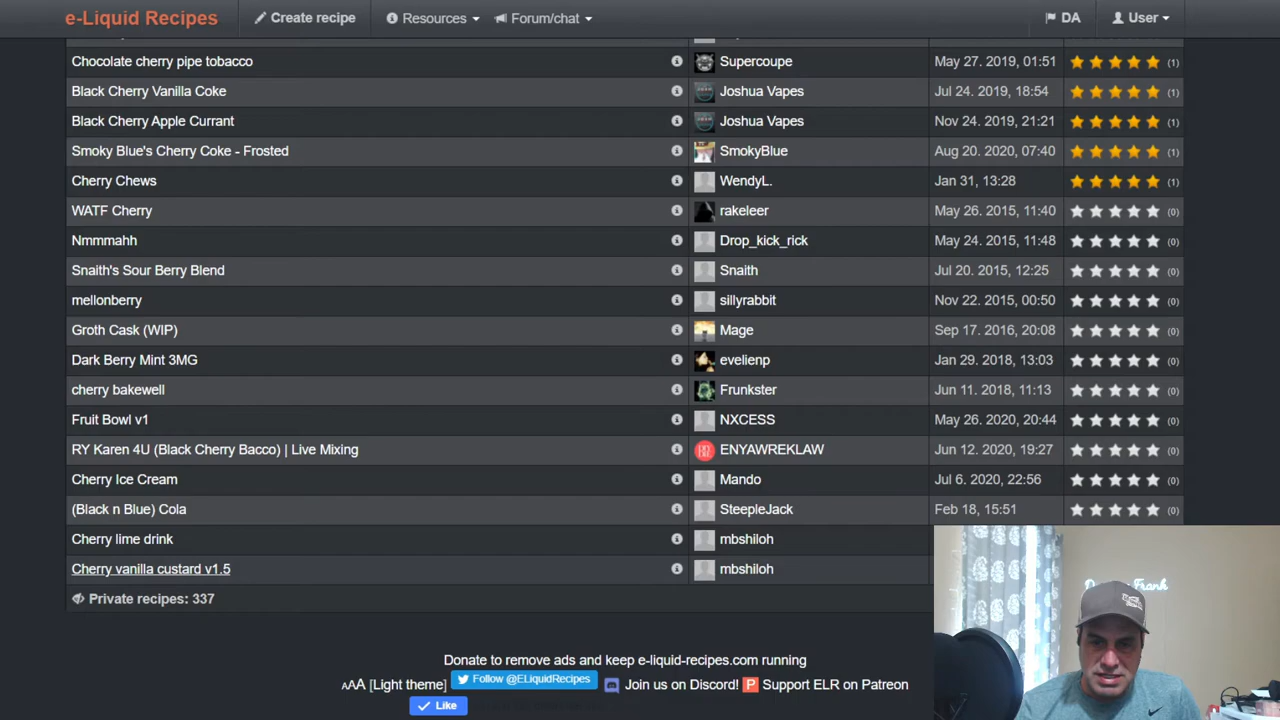 e-Liquid Recipes Create recipe Resources Forum/chat DA User
Chocolate cherry pipe tobacco Supercoupe May 27. 2019, 01:51 (1)
Black Cherry Vanilla Coke Joshua Vapes Jul 24. 2019, 18:54 (1)
Black Cherry Apple Currant Joshua Vapes Nov 24. 2019, 21:21 (1)
Smoky Blue's Cherry Coke - Frosted SmokyBlue Aug 20. 2020, 07:40 (1)
Cherry Chews WendyL. Jan 31, 13:28 (1)
WATF Cherry rakeleer May 26. 2015, 11:40 (0)
Nmmmahh Drop_kick_rick May 24. 2015, 11:48 (0)
Snaith's Sour Berry Blend Snaith Jul 20. 2015, 12:25 (0)
mellonberry sillyrabbit Nov 22. 2015, 00:50 (0)
Groth Cask (WIP) Mage Sep 17. 2016, 20:08 (0)
Dark Berry Mint 3MG evelienp Jan 29. 2018, 13:03 (0)
cherry bakewell Frunkster Jun 11. 2018, 11:13 (0)
Fruit Bowl v1 NXCESS May 26. 2020, 20:44 (0)
RY Karen 4U (Black Cherry Bacco) | Live Mixing ENYAWREKLAW Jun 12. 2020, 19:27 (0)
Cherry Ice Cream Mando Jul 6. 2020, 22:56 (0)
(Black n Blue) Cola SteepleJack Feb 18, 15:51 (0)
Cherry lime drink mbshiloh
Cherry vanilla custard v1.5 mbshiloh
Private recipes: 337
Donate to remove ads and keep e-liquid-recipes.com running
AAA [Light theme] Follow @ELiquidRecipes Join us on Discord! Support ELR on Patreon
Like